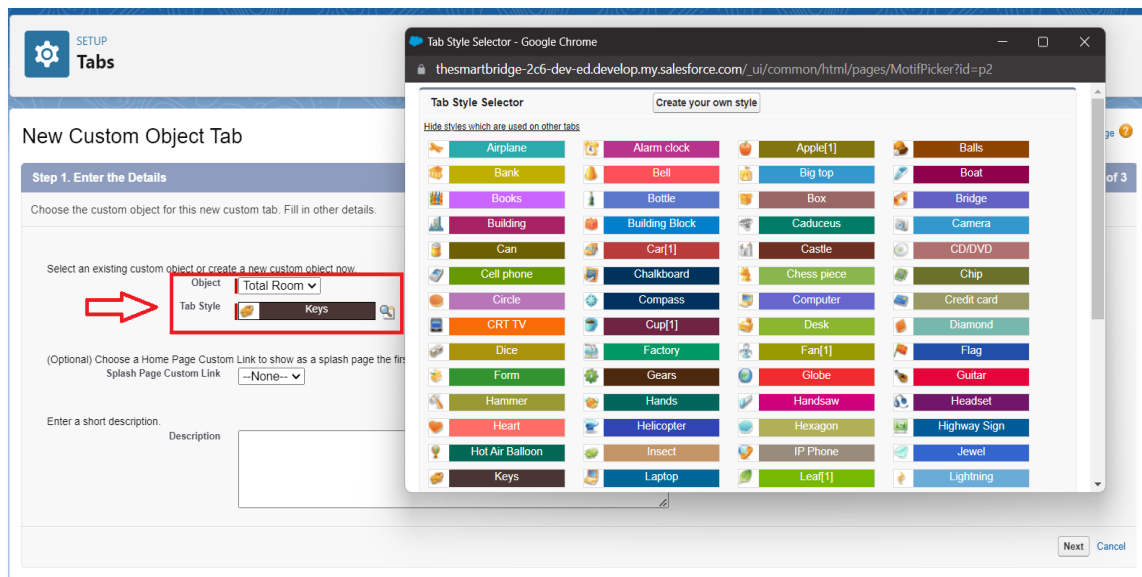 SETUP
Tabs
New Custom Object Tab
ge
Step 1. Enter the Details
of 3
Choose the custom object for this new custom tab. Fill in other details.
Select an existing custom object or create a new custom object now.
Object Total Room
Tab Style Keys
(Optional) Choose a Home Page Custom Link to show as a splash page the firs
Splash Page Custom Link --None--
Enter a short description.
Description
Next Cancel
Tab Style Selector - Google Chrome
thesmartbridge-2c6-dev-ed.develop.my.salesforce.com/_ui/common/html/pages/MotifPicker?id=p2
Tab Style Selector Create your own style
Hide styles which are used on other tabs
Airplane Alarm clock Apple[1] Balls
Bank Bell Big top Boat
Books Bottle Box Bridge
Building Building Block Caduceus Camera
Can Car[1] Castle CD/DVD
Cell phone Chalkboard Chess piece Chip
Circle Compass Computer Credit card
CRT TV Cup[1] Desk Diamond
Dice Factory Fan[1] Flag
Form Gears Globe Guitar
Hammer Hands Handsaw Headset
Heart Helicopter Hexagon Highway Sign
Hot Air Balloon Insect IP Phone Jewel
Keys Laptop Leaf[1] Lightning